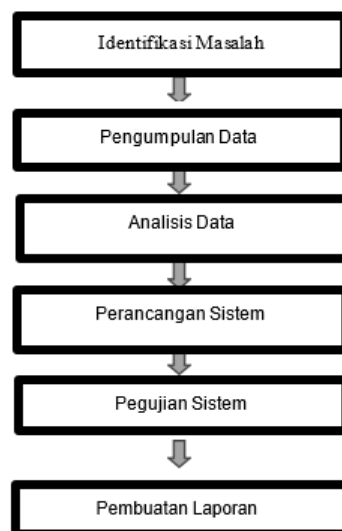 Identifikasi Masalah
Pengumpulan Data
Analisis Data
Perancangan Sistem
Pegujian Sistem
Pembuatan Laporan